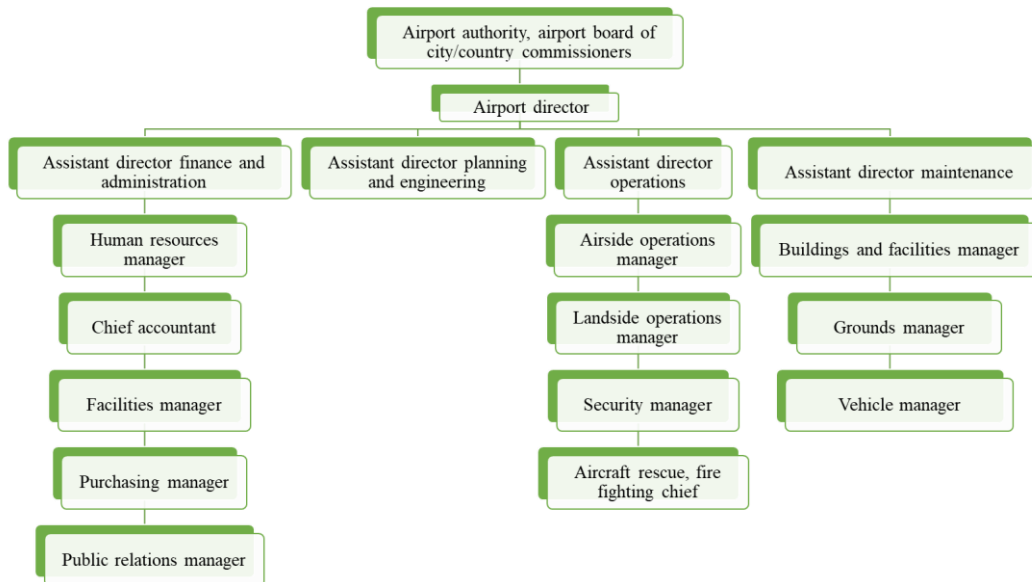 Airport authority, airport board of
city/country commissioners
Airport director
Assistant director finance and
administration
Assistant director planning
and engineering
Assistant director
operations
Assistant director maintenance
Human resources
manager
Airside operations
manager
Buildings and facilities manager
Chief accountant
Landside operations
manager
Grounds manager
Facilities manager
Security manager
Vehicle manager
Purchasing manager
Aircraft rescue, fire
fighting chief
Public relations manager